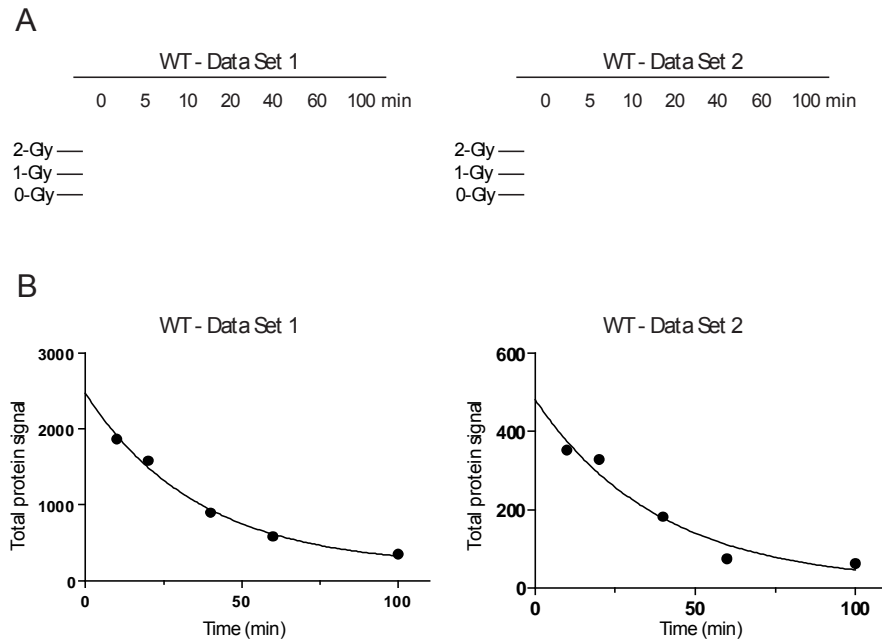 A
WT - Data Set 1
WT - Data Set 2
0 5 10 20 40 60 100 min
0 5 10 20 40 60 100 min
2-Gly
1-Gly
0-Gly
2-Gly
1-Gly
0-Gly
B
WT - Data Set 1
WT - Data Set 2
Total protein signal
3000
2000
1000
0
0 50 100
Time (min)
Total protein signal
600
400
200
0
0 50 100
Time (min)